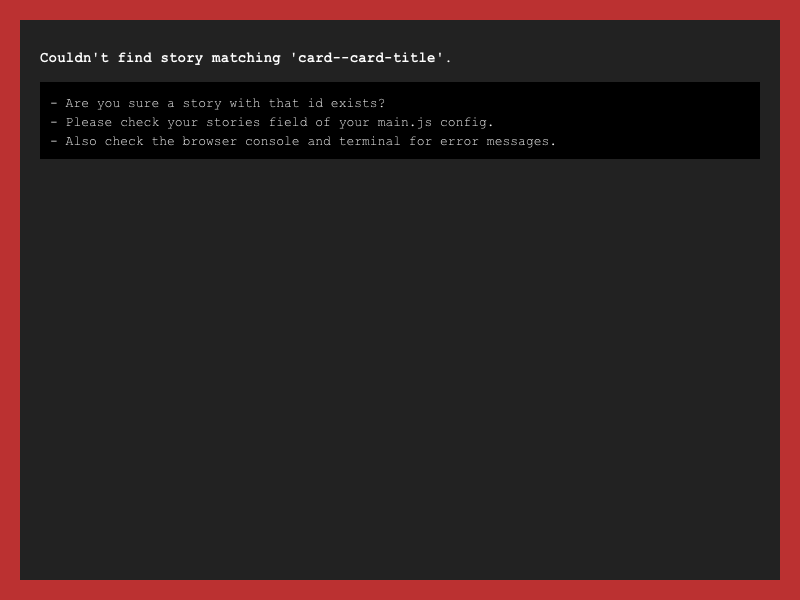 Couldn't find story matching 'card--card-title'.
- Are you sure a story with that id exists?
- Please check your stories field of your main.js config.
- Also check the browser console and terminal for error messages.